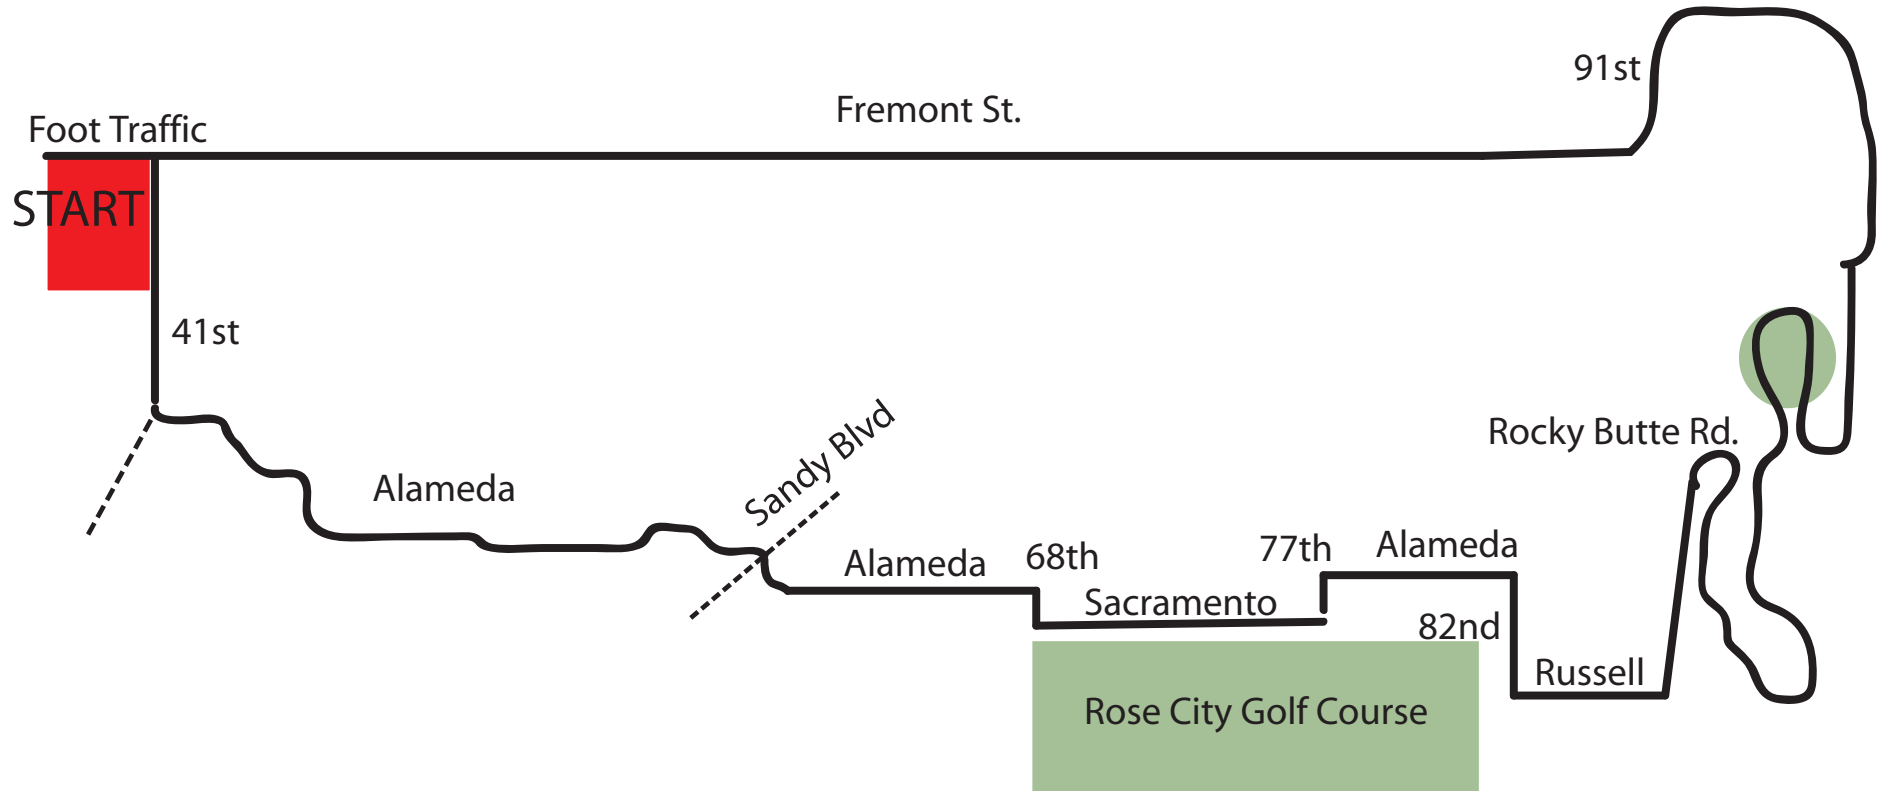 91st
Fremont St.
Foot Traffic
START
41st
Sandy Blvd
Rocky Butte Rd.
Alameda
Alameda
68th
77th
Alameda
Sacramento
82nd
Russell
Rose City Golf Course